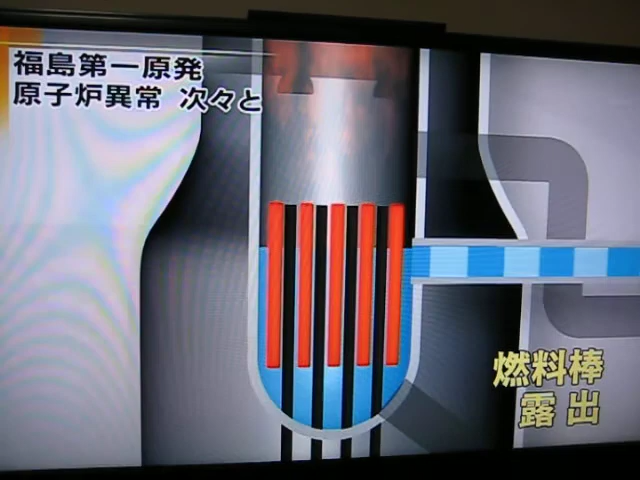 福島第一原発
原子炉異常 次々と
燃料棒
露出